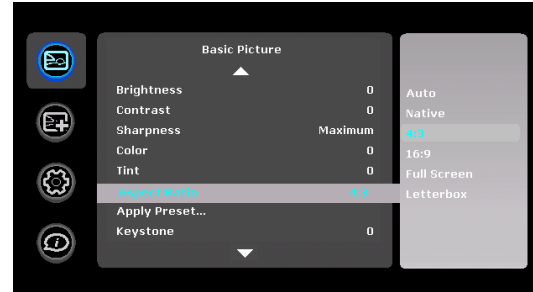 Basic Picture
Brightness 0
Contrast 0
Sharpness Maximum
Color 0
Tint 0
Aspect Ratio 4:3
Apply Preset...
Keystone 0
Auto
Native
4:3
16:9
Full Screen
Letterbox